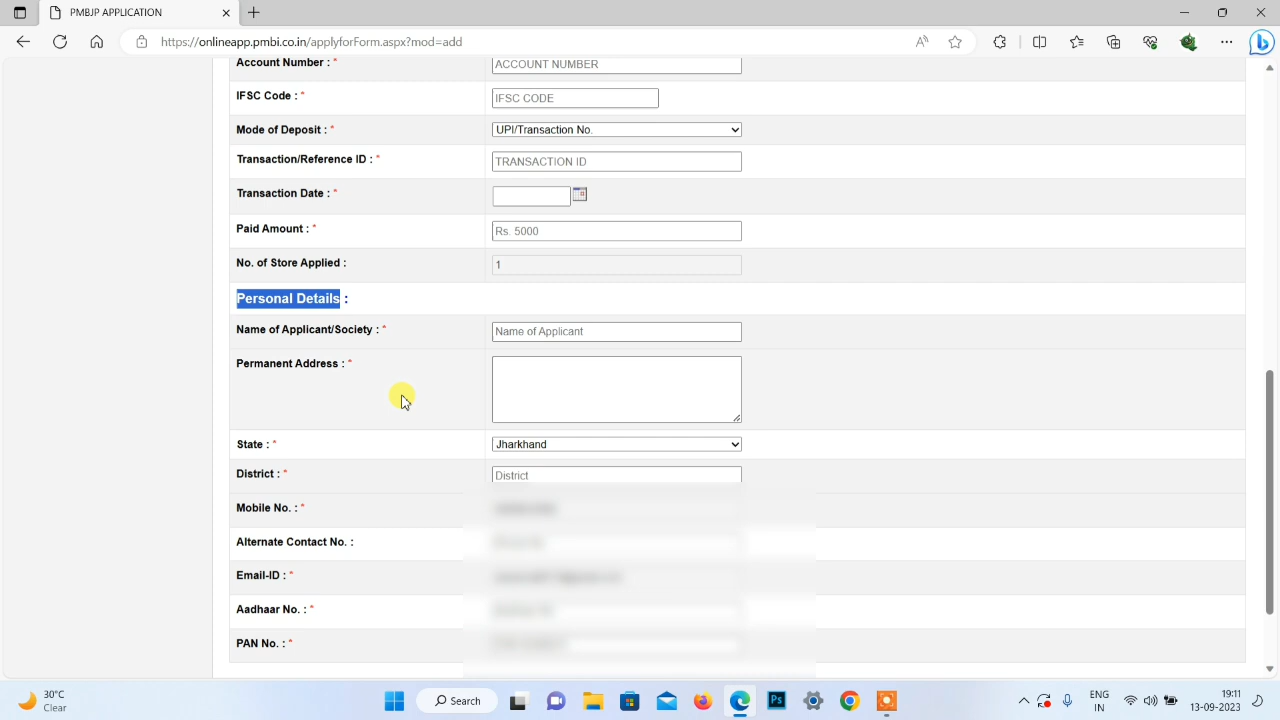 PMBJP APPLICATION
https://onlineapp.pmbi.co.in/applyforForm.aspx?mod=add
Account Number : * ACCOUNT NUMBER
IFSC Code : * IFSC CODE
Mode of Deposit : * UPI/Transaction No.
Transaction/Reference ID : * TRANSACTION ID
Transaction Date : *
Paid Amount : * Rs. 5000
No. of Store Applied : 1
Personal Details :
Name of Applicant/Society : * Name of Applicant
Permanent Address : *
State : * Jharkhand
District : * District
Mobile No. : *
Alternate Contact No. :
Email-ID : *
Aadhaar No. : *
PAN No. : *
30°C
Clear
Search
Ps
ENG
IN
19:11
13-09-2023